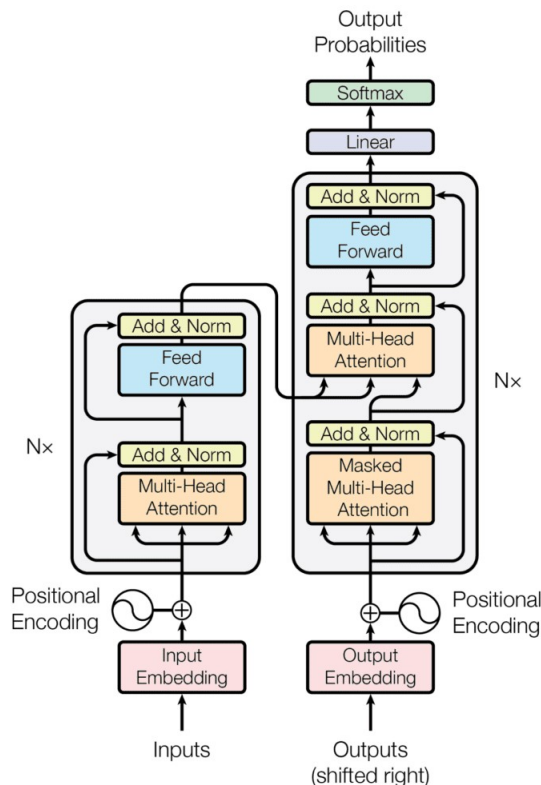 Output
Probabilities
Softmax
Linear
Add & Norm
Feed
Forward
Add & Norm
Multi-Head
Attention
Add & Norm
Masked
Multi-Head
Attention
Nx
Add & Norm
Feed
Forward
Add & Norm
Multi-Head
Attention
Nx
Positional
Encoding
Positional
Encoding
Input
Embedding
Output
Embedding
Inputs
Outputs
(shifted right)